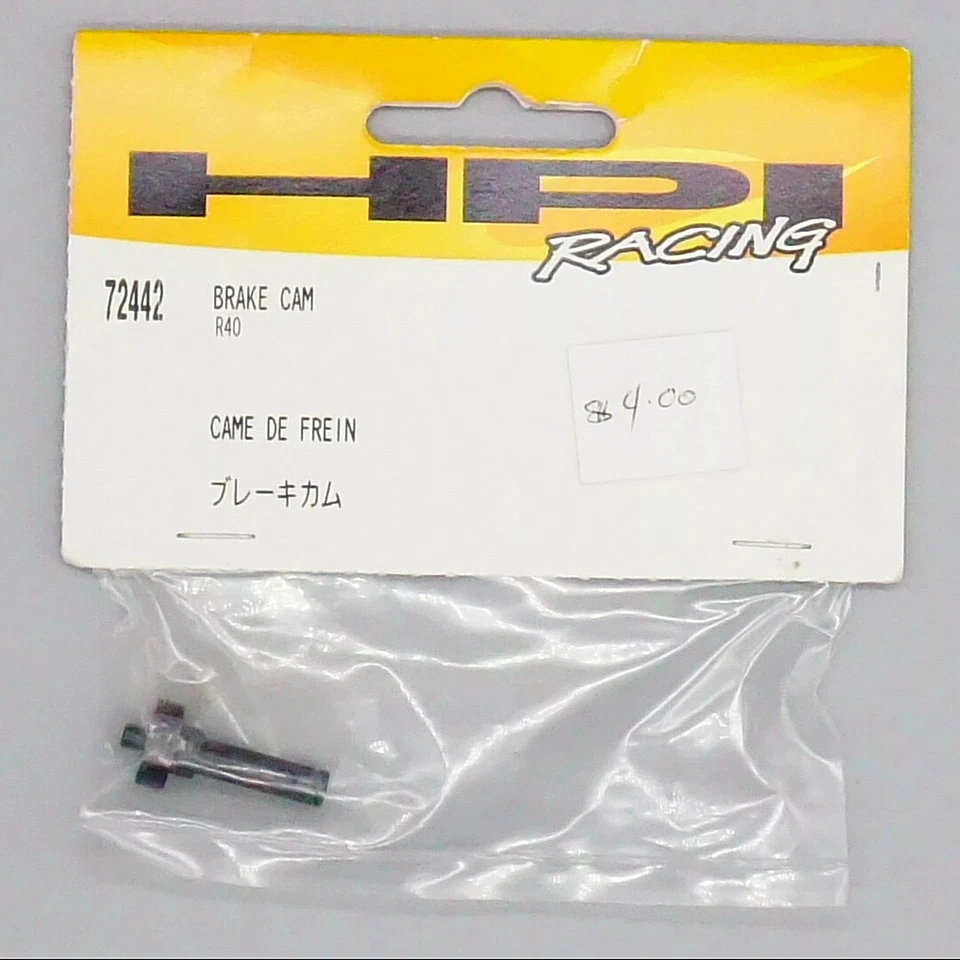 HPI
RACING
72442 BRAKE CAM
R40
$4.00
CAME DE FREIN
ブレーキカム